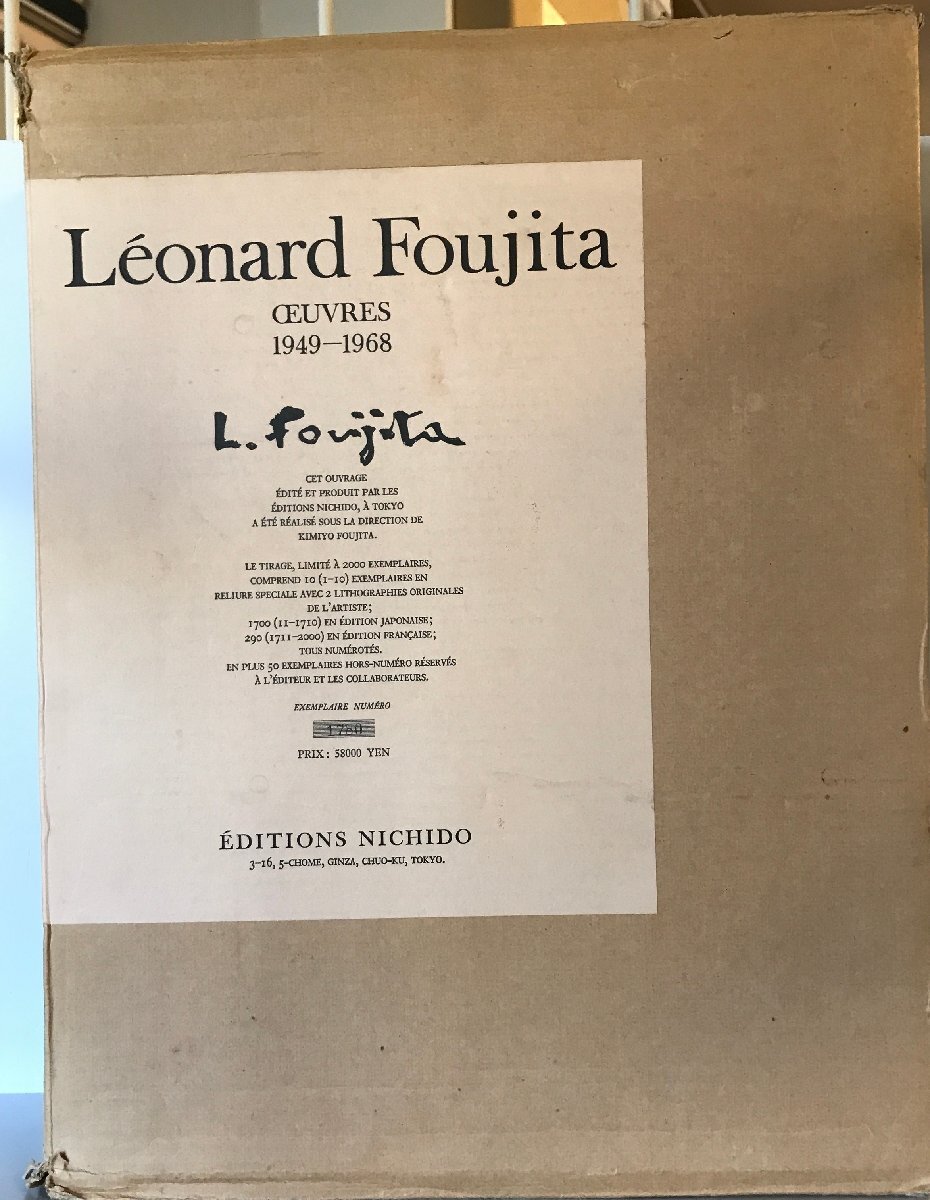 Léonard Foujita
ŒUVRES
1949—1968
L. Foujita
CET OUVRAGE
ÉDITÉ ET PRODUIT PAR LES
ÉDITIONS NICHIDO, À TOKYO
A ÉTÉ RÉALISÉ SOUS LA DIRECTION DE
KIMIYO FOUJITA.
LE TIRAGE, LIMITÉ À 2000 EXEMPLAIRES,
COMPREND 10 (1-10) EXEMPLAIRES EN
RELIURE SPECIALE AVEC 2 LITHOGRAPHIES ORIGINALES
DE L'ARTISTE;
1700 (11-1710) EN ÉDITION JAPONAISE;
290 (1711-2000) EN ÉDITION FRANÇAISE;
TOUS NUMÉROTÉS.
EN PLUS 50 EXEMPLAIRES HORS-NUMÉRO RÉSERVÉS
À L'ÉDITEUR ET LES COLLABORATEURS.
EXEMPLAIRE NUMÉRO
PRIX: 58000 YEN
ÉDITIONS NICHIDO
3-16, 5-CHOME, GINZA, CHUO-KU, TOKYO.